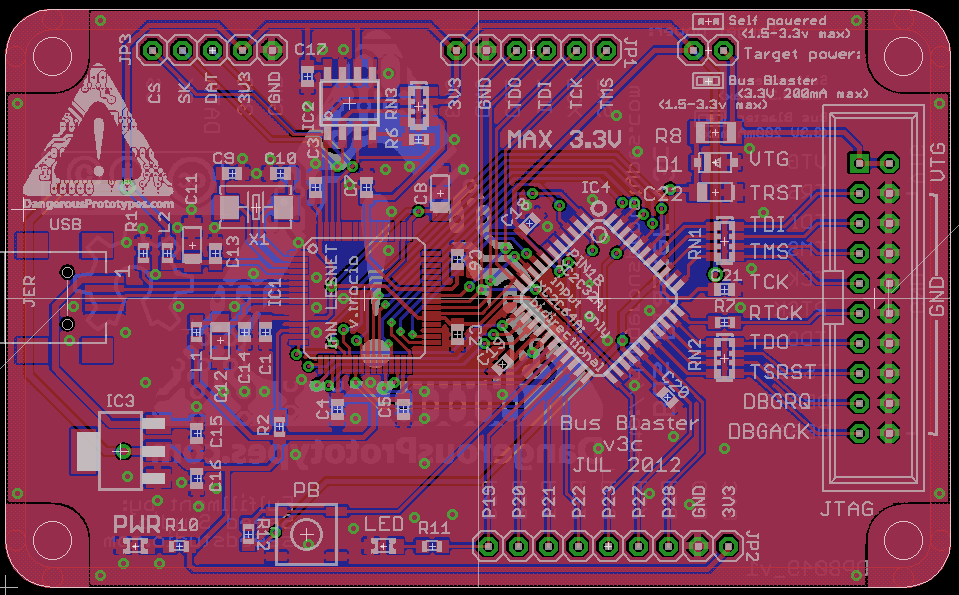 Self powered
(1.5-3.3v max)
Target power:
Bus Blaster
(3.3V 200mA max)
(1.5-3.3v max)
JP3
CS
SK
DAT
3V3
GND
C17
IC2
RN3
R6
3V3
GND
TDO
TDI
TCK
TMS
JP1
MAX 3.3V
R8
D1
C22
VTG
TRST
TDI
TMS
TCK
RTCK
TDO
TSRST
DBGRQ
DBGACK
VTG
GND
JTAG
DangerousPrototypes.com
USB
JER
R1
L2
C11
C13
C9
C10
X1
C3
C7
C8
IC4
C18
RN1
C21
R7
RN2
IC1
C6
C2
C19
C20
L1
C12
C14
C1
C4
C5
R2
IC3
C15
C16
Bus Blaster
v3c
JUL 2012
PWR
R10
R12
PB
LED
R11
P19
P20
P21
P22
P23
P27
P28
GND
3V3
JP2